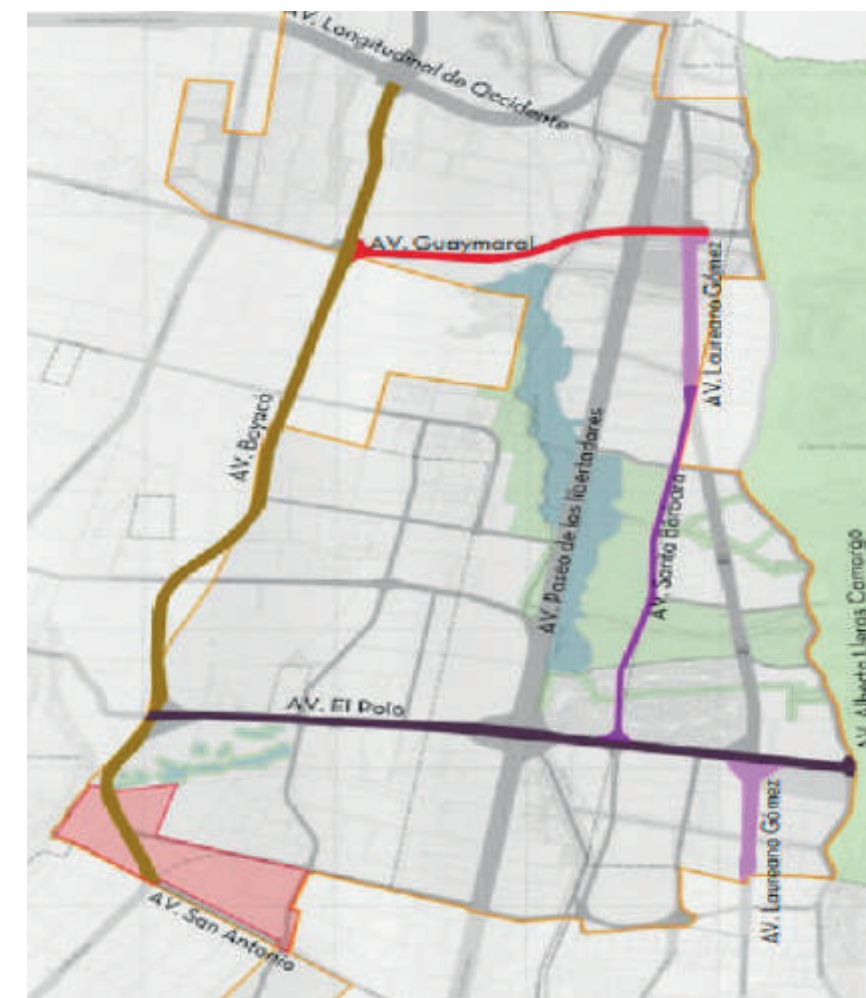 AV. Longitudinal de Occidente
AV. Guaymaral
AV. Laureano Gómez
AV. Boyacá
AV. Paseo de los libertadores
AV. Santa Bárbara
AV. Alberto Lleras Camargo
AV. El Polo
AV. Laureano Gómez
AV. San Antonio